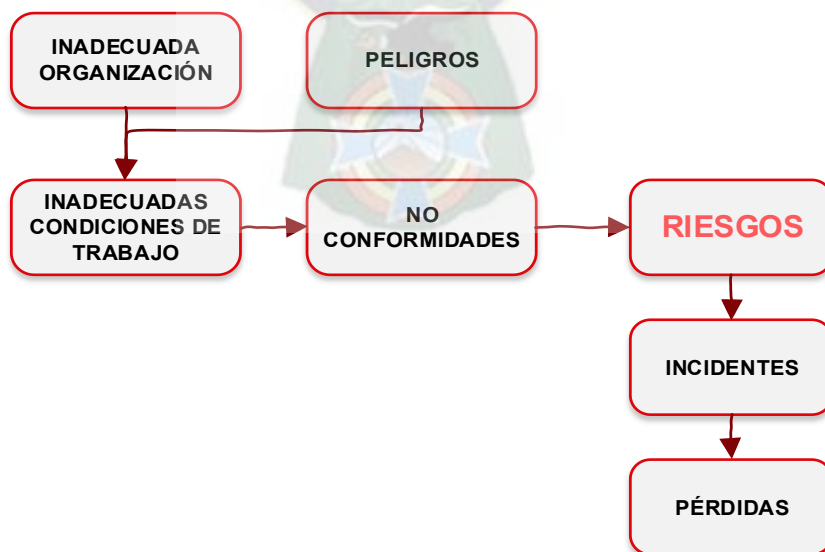 INADECUADA
ORGANIZACIÓN
PELIGROS
INADECUADAS
CONDICIONES DE
TRABAJO
NO
CONFORMIDADES
RIESGOS
INCIDENTES
PÉRDIDAS